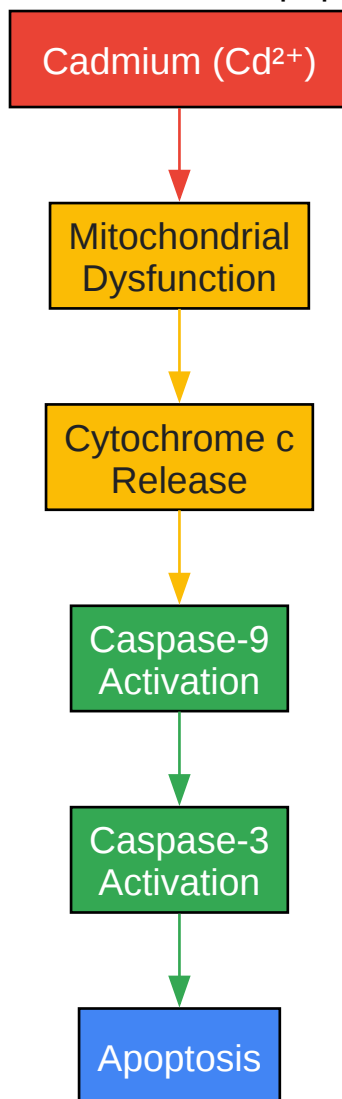 Cadmium (Cd²⁺)
Mitochondrial
Dysfunction
Cytochrome c
Release
Caspase-9
Activation
Caspase-3
Activation
Apoptosis